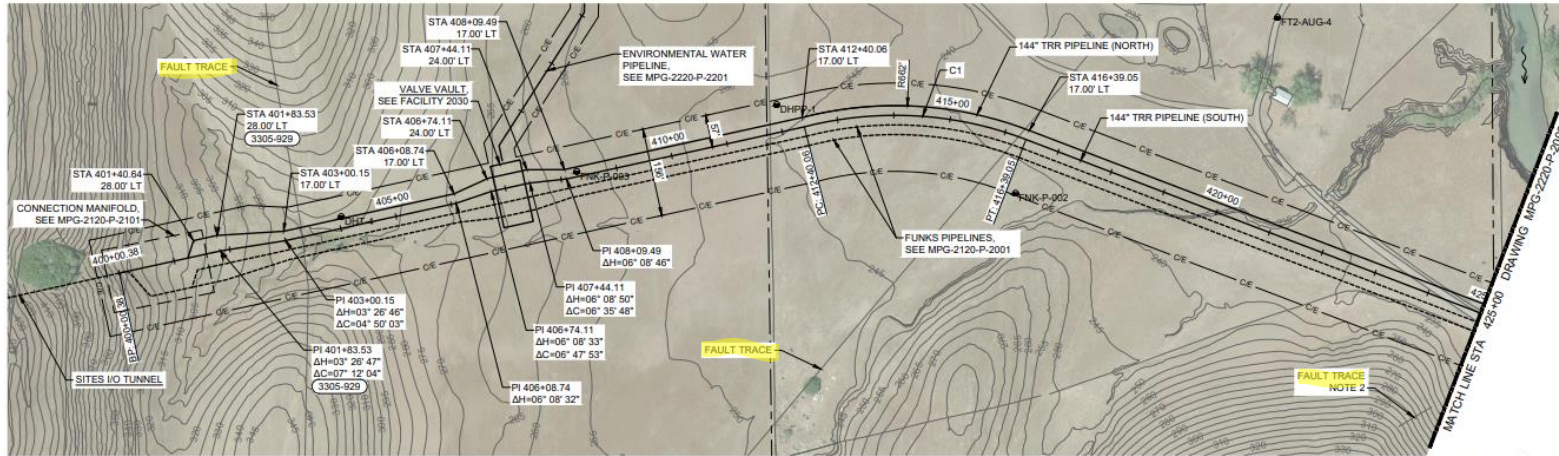 FAULT TRACE
STA 401+83.53
28.00' LT
3305-929
STA 401+40.64
28.00' LT
CONNECTION MANIFOLD,
SEE MPG-2120-P-2101
400+00.38
BP: 400+00.38
SITES I/O TUNNEL
STA 403+00.15
17.00' LT
DHT-4
405+00
STA 408+09.49
17.00' LT
STA 407+44.11
24.00' LT
VALVE VAULT,
SEE FACILITY 2030
STA 406+74.11
24.00' LT
STA 406+08.74
17.00' LT
ENVIRONMENTAL WATER
PIPELINE,
SEE MPG-2220-P-2201
FNK-P-003
410+00
57'
156'
DHPP-1
PI 403+00.15
ΔH=03° 26' 46"
ΔC=04° 50' 03"
PI 401+83.53
ΔH=03° 26' 47"
ΔC=07° 12' 04"
3305-929
PI 408+09.49
ΔH=06° 08' 46"
PI 407+44.11
ΔH=06° 08' 50"
ΔC=06° 35' 48"
PI 406+74.11
ΔH=06° 08' 33"
ΔC=06° 47' 53"
PI 406+08.74
ΔH=06° 08' 32"
STA 412+40.06
17.00' LT
PC: 412+40.06
R662'
C1
415+00
144" TRR PIPELINE (NORTH)
STA 416+39.05
17.00' LT
144" TRR PIPELINE (SOUTH)
PT: 416+39.05
FNK-P-002
FUNKS PIPELINES,
SEE MPG-2120-P-2001
FT2-AUG-4
420+00
FAULT TRACE
FAULT TRACE
NOTE 2
MATCH LINE STA 425+00 DRAWING MPG-2220-P-200